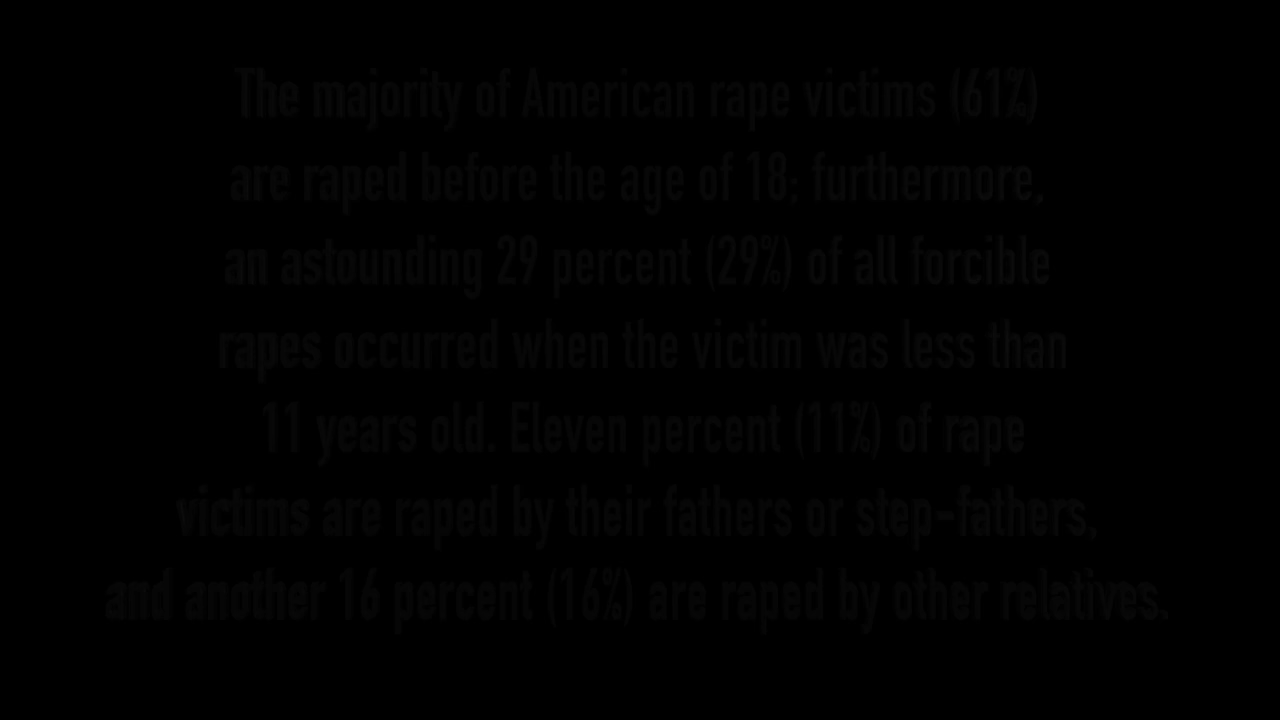 The majority of American rape victims (61%)
are raped before the age of 18; furthermore,
an astounding 29 percent (29%) of all forcible
rapes occurred when the victim was less than
11 years old. Eleven percent (11%) of rape
victims are raped by their fathers or step-fathers,
and another 16 percent (16%) are raped by other relatives.